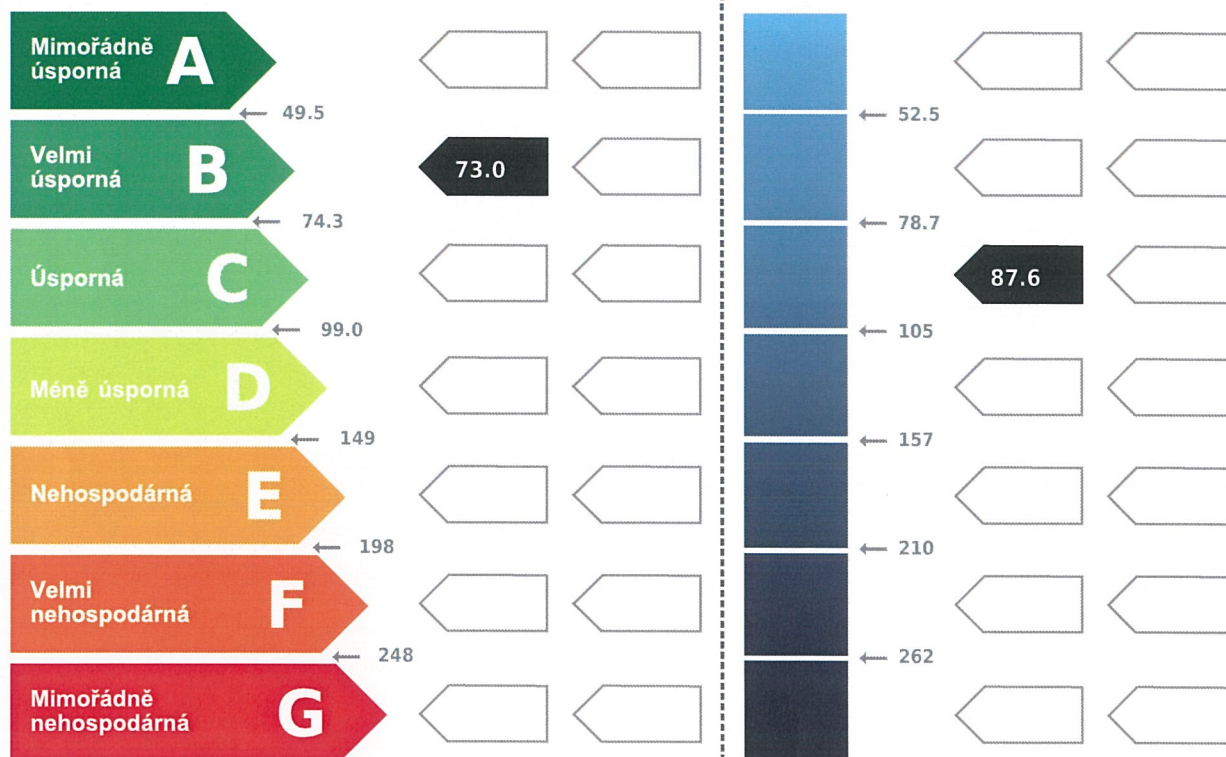 Mimořádně
úsporná
A
49.5
52.5
Velmi
úsporná
B
73.0
74.3
78.7
Úsporná
C
87.6
99.0
105
Méně úsporná
D
149
157
Nehospodárná
E
198
210
Velmi
nehospodárná
F
248
262
Mimořádně
nehospodárná
G